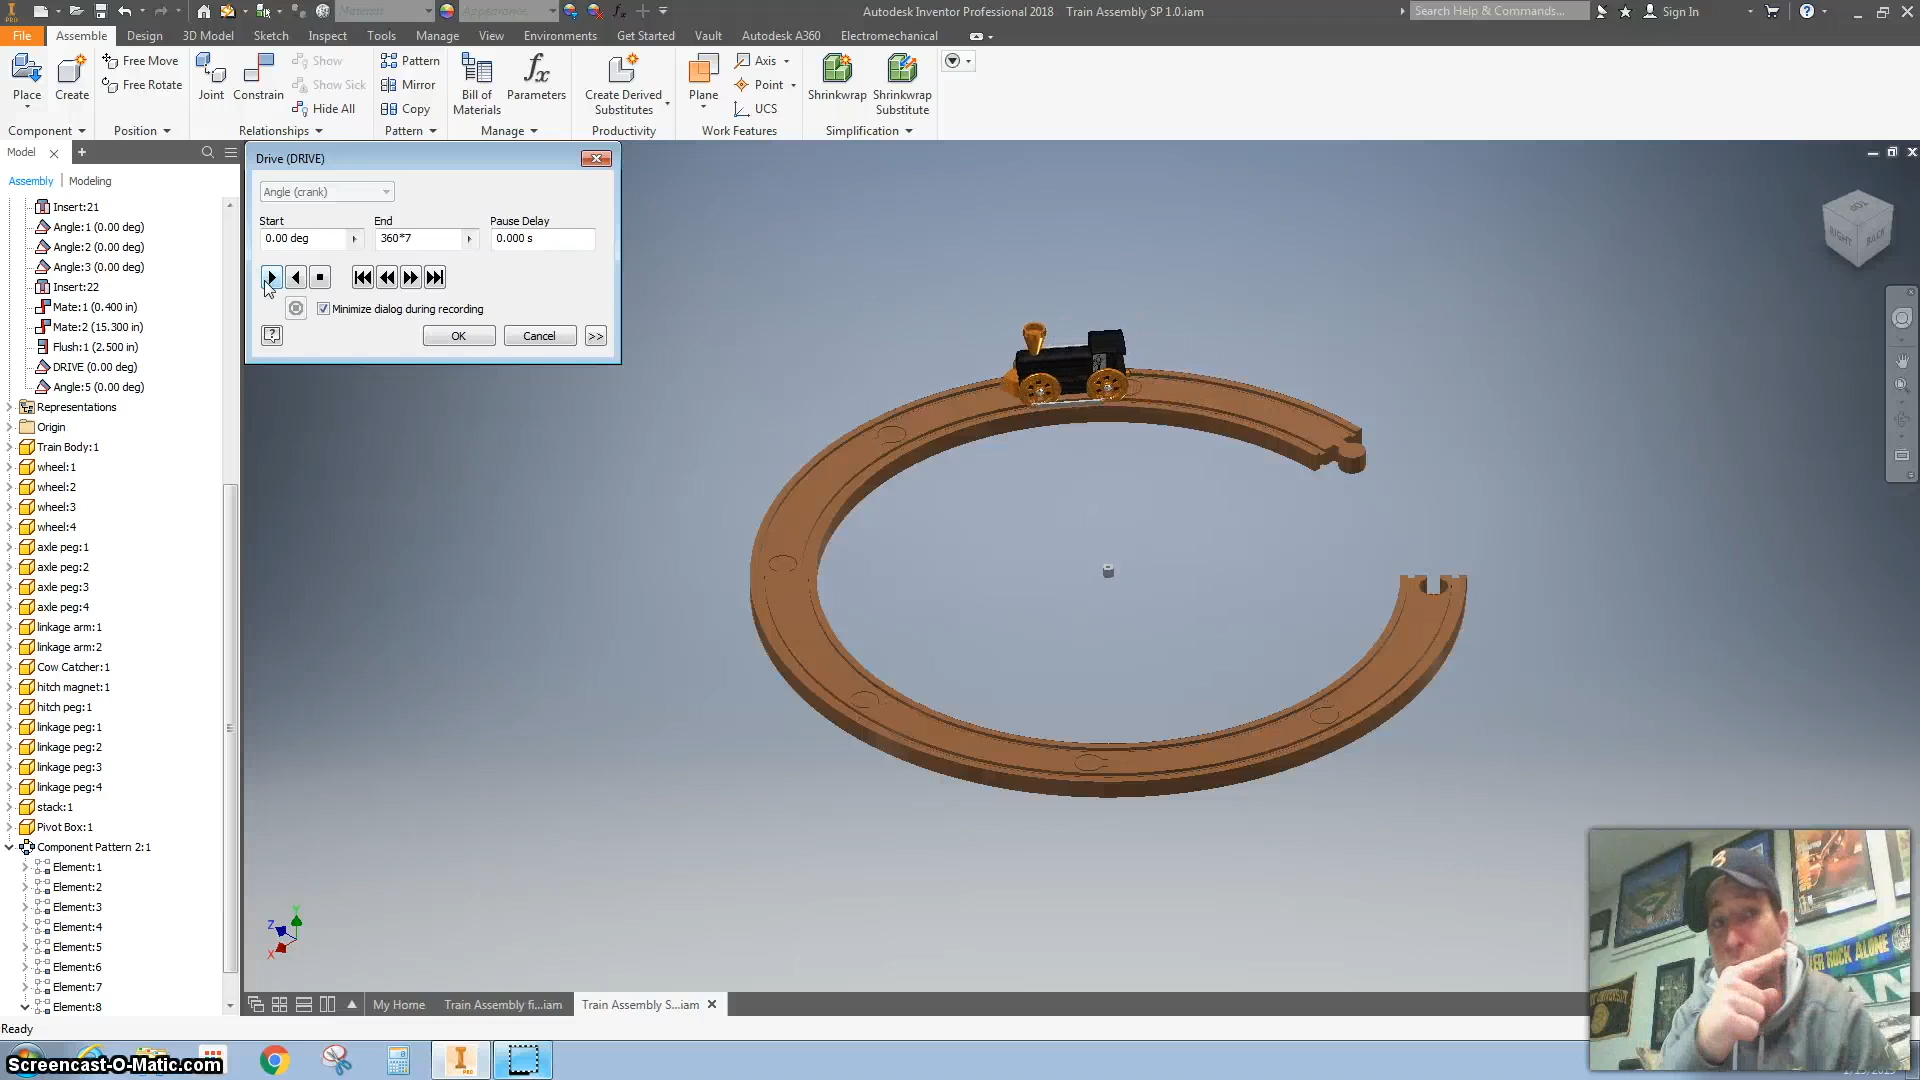 Autodesk Inventor Professional 2018 Train Assembly SP 1.0.iam
Search Help & Commands...
Sign In
PRO
Material
Appearance
File Assemble Design 3D Model Sketch Inspect Tools Manage View Environments Get Started Vault Autodesk A360 Electromechanical
Place
Create
Free Move
Free Rotate
Joint
Constrain
Show
Show Sick
Hide All
Pattern
Mirror
Copy
Bill of
Materials
fx
Parameters
Create Derived
Substitutes
Plane
Axis
Point
UCS
Shrinkwrap
Shrinkwrap
Substitute
Component Position Relationships Pattern Manage Productivity Work Features Simplification
Model
Assembly | Modeling
Insert:21
Angle:1 (0.00 deg)
Angle:2 (0.00 deg)
Angle:3 (0.00 deg)
Insert:22
Mate:1 (0.400 in)
Mate:2 (15.300 in)
Flush:1 (2.500 in)
DRIVE (0.00 deg)
Angle:5 (0.00 deg)
Representations
Origin
Train Body:1
wheel:1
wheel:2
wheel:3
wheel:4
axle peg:1
axle peg:2
axle peg:3
axle peg:4
linkage arm:1
linkage arm:2
Cow Catcher:1
hitch magnet:1
hitch peg:1
linkage peg:1
linkage peg:2
linkage peg:3
linkage peg:4
stack:1
Pivot Box:1
Component Pattern 2:1
Element:1
Element:2
Element:3
Element:4
Element:5
Element:6
Element:7
Element:8
Drive (DRIVE)
Angle (crank)
Start
End
Pause Delay
0.00 deg
360*7
0.000 s
Minimize dialog during recording
OK
Cancel
>>
RIGHT
BACK
TOP
Z
Y
X
My Home
Train Assembly fi...iam
Train Assembly S...iam
Ready
Screencast-O-Matic.com
PRO
ER ROCK ALONE